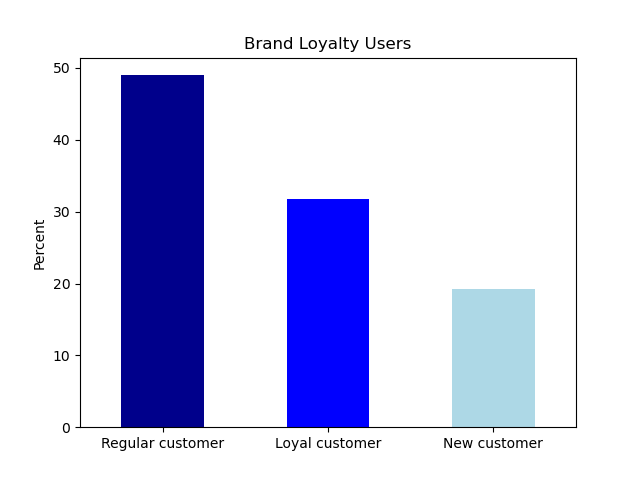 Brand Loyalty Users
50
40
30
20
10
0
Percent
Regular customer
Loyal customer
New customer